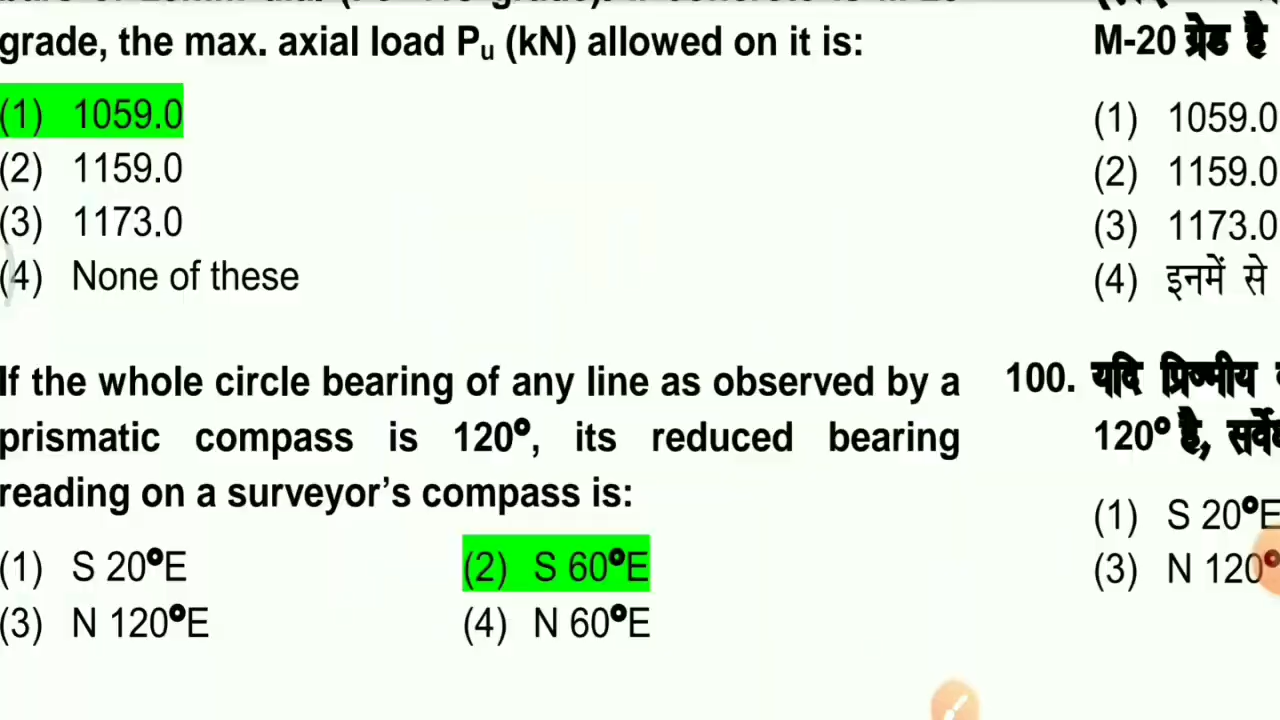 grade, the max. axial load Pu (kN) allowed on it is:
(1) 1059.0
(2) 1159.0
(3) 1173.0
(4) None of these
If the whole circle bearing of any line as observed by a
prismatic compass is 120°, its reduced bearing
reading on a surveyor's compass is:
(1) S 20°E (2) S 60°E
(3) N 120°E (4) N 60°E
M-20 ग्रेड है
(1) 1059.0
(2) 1159.0
(3) 1173.0
(4) इनमें से
100. यदि प्रिज्मीय
120° है,
(1) S 20°E
(3) N 120°